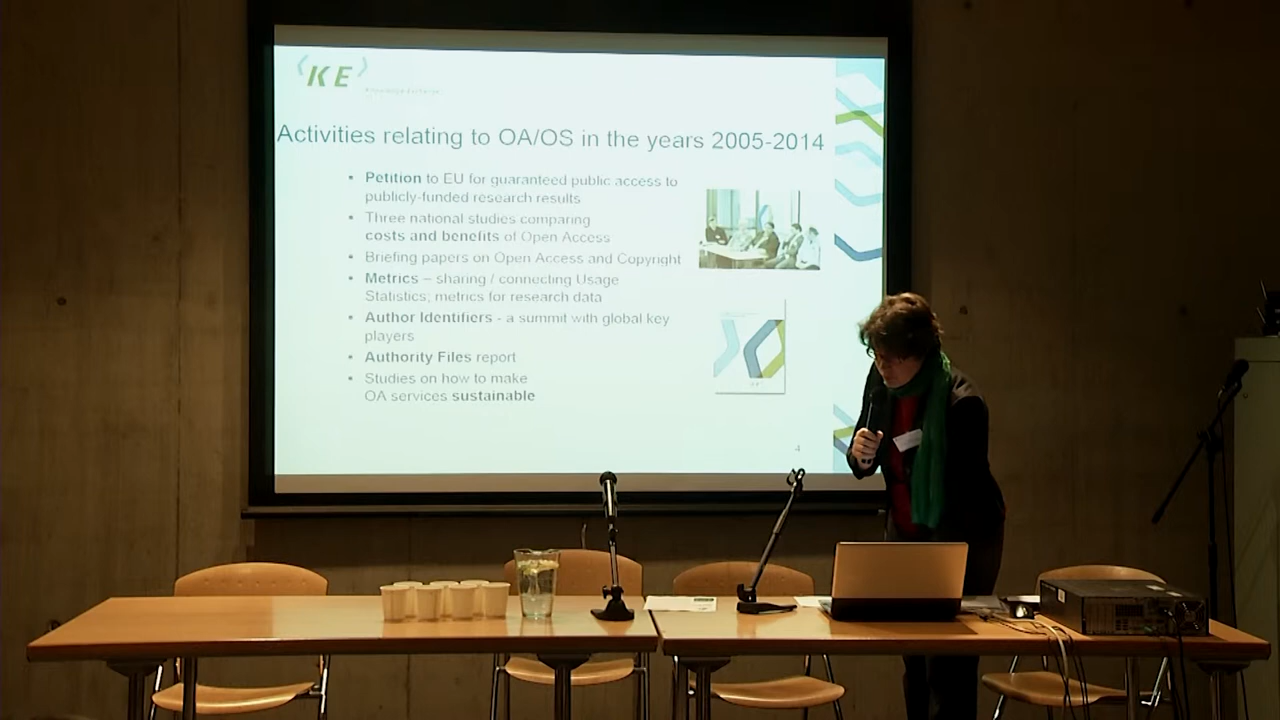 KE
Knowledge Exchange
Activities relating to OA/OS in the years 2005-2014
Petition to EU for guaranteed public access to
publicly-funded research results
Three national studies comparing
costs and benefits of Open Access
Briefing papers on Open Access and Copyright
Metrics – sharing / connecting Usage
Statistics; metrics for research data
Author Identifiers - a summit with global key
players
Authority Files report
Studies on how to make
OA services sustainable
4